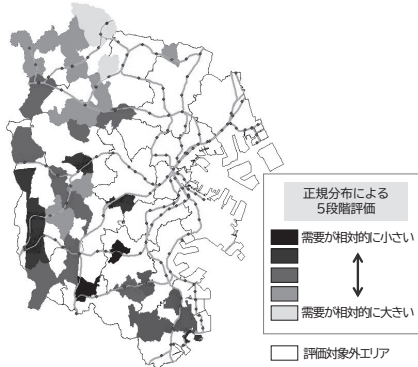 正規分布による
5段階評価
需要が相対的に小さい
需要が相対的に大きい
評価対象外エリア